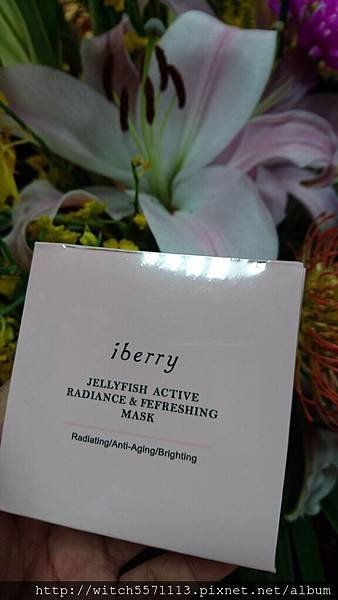 iberry
JELLYFISH ACTIVE
RADIANCE & FEFRESHING
MASK
Radiating/Anti-Aging/Brighting
http://witch5571113.pixnet.net/album